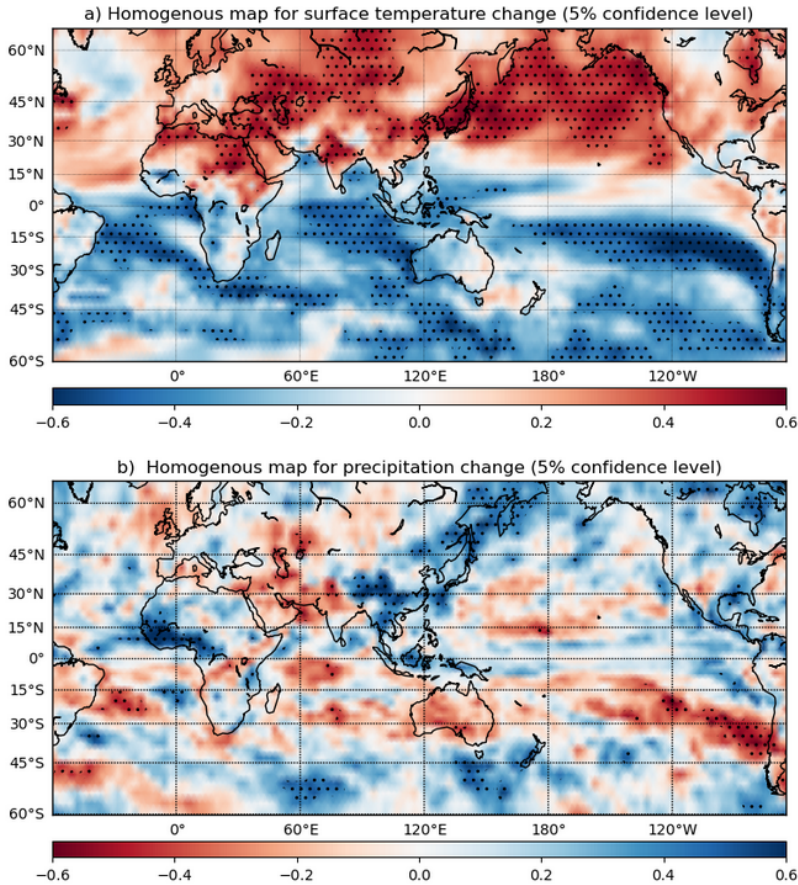 a) Homogenous map for surface temperature change (5% confidence level)
60°N
45°N
30°N
15°N
0°
15°S
30°S
45°S
60°S
0° 60°E 120°E 180° 120°W
−0.6 −0.4 −0.2 0.0 0.2 0.4 0.6
b)  Homogenous map for precipitation change (5% confidence level)
60°N
45°N
30°N
15°N
0°
15°S
30°S
45°S
60°S
0° 60°E 120°E 180° 120°W
−0.6 −0.4 −0.2 0.0 0.2 0.4 0.6